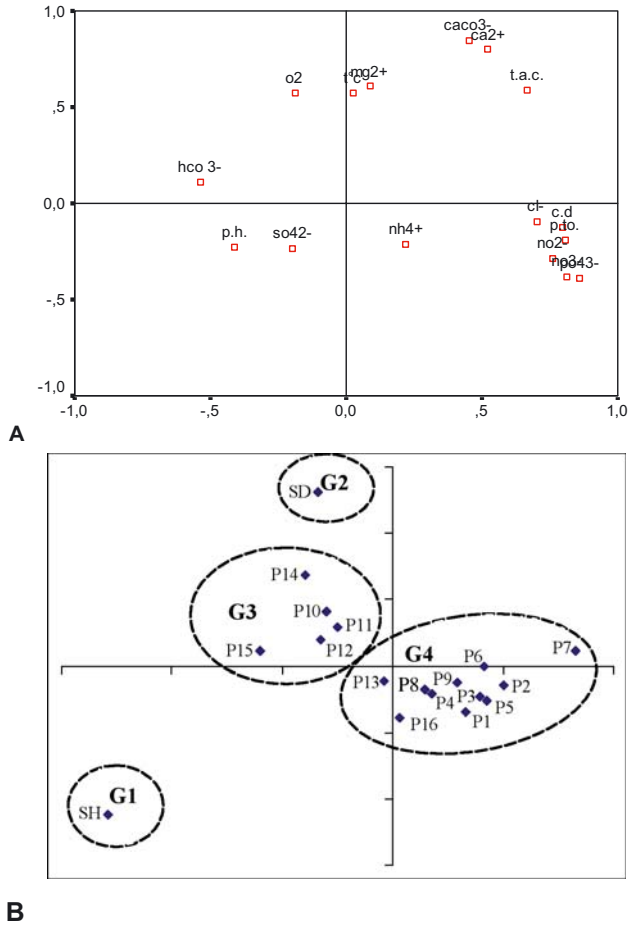 1,0
caco3-
ca2+
o2
t°c
mg2+
t.a.c.
,5
hco 3-
0,0
cl-
c.d
p.h.
so42-
nh4+
p.to.
no2-
no3-
po43-
-,5
-1,0
-1,0
-,5
0,0
,5
1,0
A
SD
G2
P14
G3
P10
P11
P12
P15
G4
P6
P7
P13
P8
P9
P2
P4
P3
P5
P16
P1
G1
SH
B